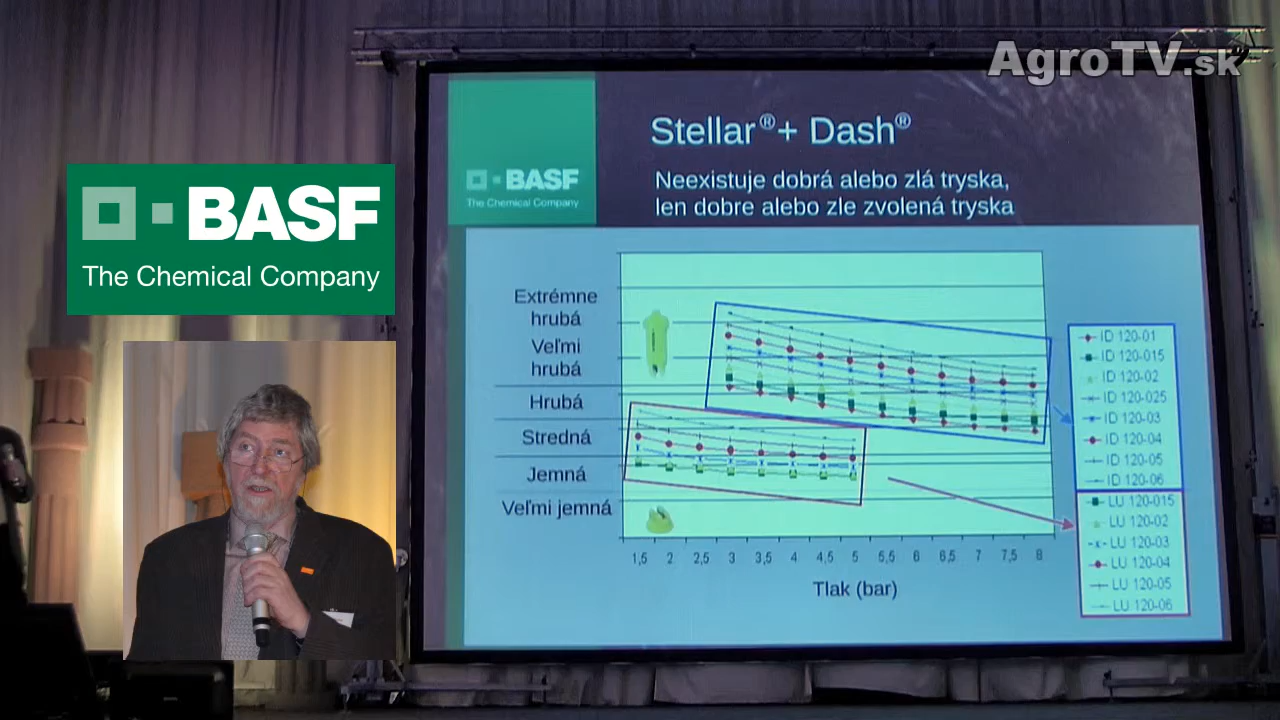 AgroTV.sk
BASF
The Chemical Company
BASF
The Chemical Company
Stellar® + Dash®
Neexistuje dobrá alebo zlá tryska,
len dobre alebo zle zvolená tryska
Extrémne
hrubá
Veľmi
hrubá
Hrubá
Stredná
Jemná
Veľmi jemná
1,5 2 2,5 3 3,5 4 4,5 5 5,5 6 6,5 7 7,5 8
Tlak (bar)
ID 120-01
ID 120-015
ID 120-02
ID 120-025
ID 120-03
ID 120-04
ID 120-05
ID 120-06
LU 120-015
LU 120-02
LU 120-03
LU 120-04
LU 120-05
LU 120-06